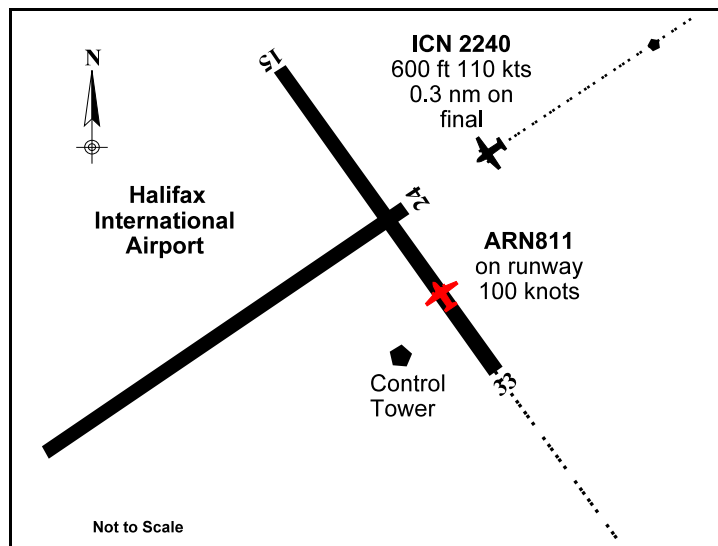 ICN 2240
600 ft 110 kts
0.3 nm on
final
15
N
Halifax
International
Airport
24
ARN811
on runway
100 knots
Control
Tower
33
Not to Scale